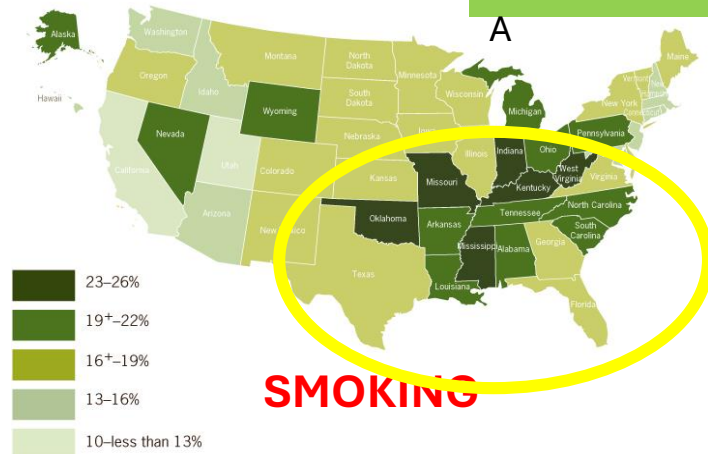 A
Alaska
Washington
Montana
North
Dakota
Minnesota
Maine
Oregon
Idaho
South
Dakota
Wisconsin
Vermont
New
New York
Hawaii
Wyoming
Michigan
Nevada
Nebraska
Iowa
Pennsylvania
Illinois
Indiana
Ohio
California
Utah
Colorado
Kansas
Missouri
West
Virginia
Virginia
Kentucky
Arizona
Oklahoma
Arkansas
Tennessee
North Carolina
South
Carolina
Mississippi
Alabama
Georgia
Texas
Louisiana
Florida
23–26%
19+–22%
16+–19%
13–16%
10–less than 13%
SMOKING